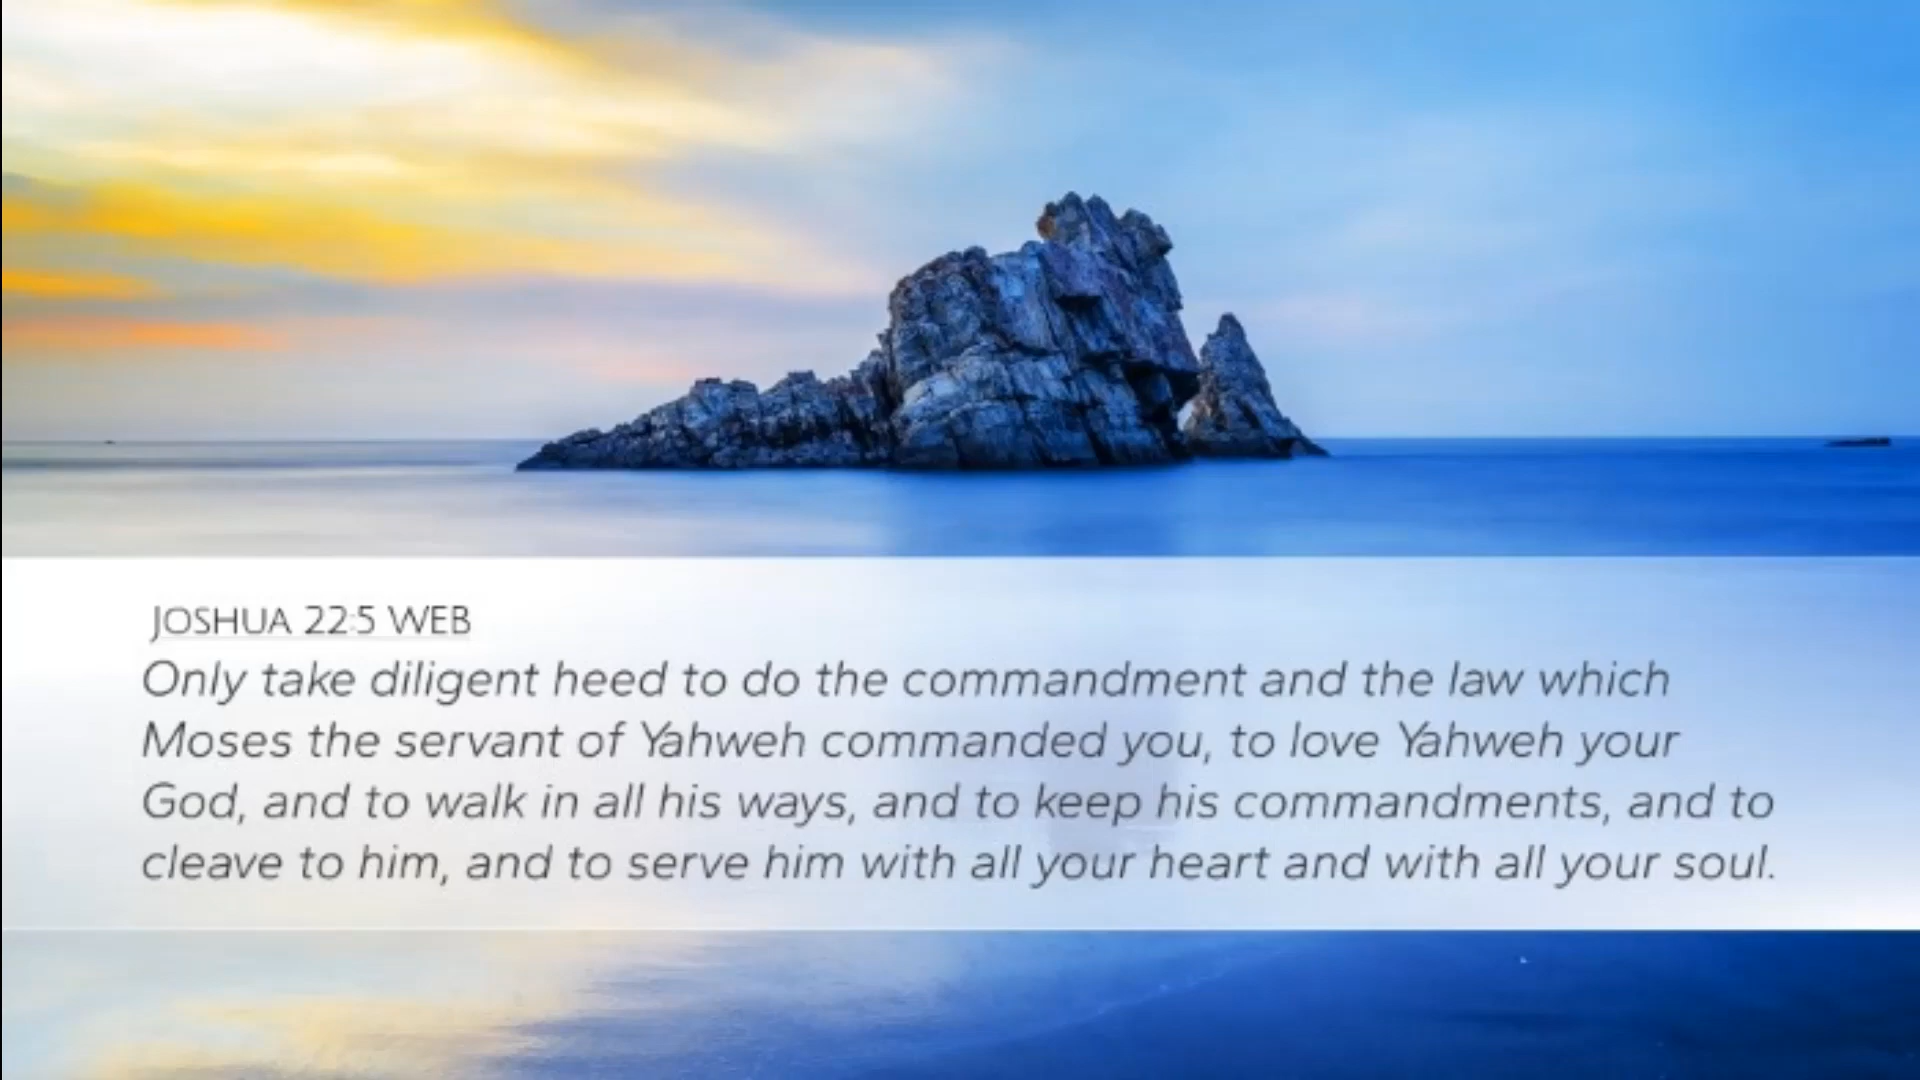 JOSHUA 22:5 WEB
Only take diligent heed to do the commandment and the law which
Moses the servant of Yahweh commanded you, to love Yahweh your
God, and to walk in all his ways, and to keep his commandments, and to
cleave to him, and to serve him with all your heart and with all your soul.